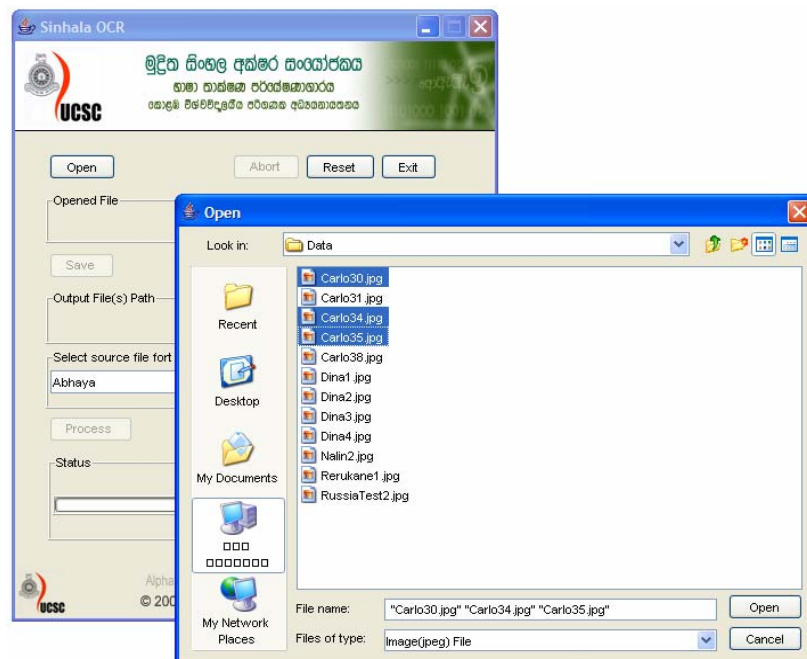 Sinhala OCR
මුද්‍රිත සිංහල අක්ෂර සංයෝජකය
භාෂා තාක්ෂණ පර්යේෂණාගාරය
කොළඹ විශ්වවිද්‍යලයීය පරිගණක අධ්‍යයනායතනය
UCSC
Open
Abort
Reset
Exit
Opened File
Save
Output File(s) Path
Select source file font
Abhaya
Process
Status
Alpha
© 200
UCSC
Open
Look in:
Data
Recent
Desktop
My Documents
My Network
Places
Carlo30.jpg
Carlo31.jpg
Carlo34.jpg
Carlo35.jpg
Carlo38.jpg
Dina1.jpg
Dina2.jpg
Dina3.jpg
Dina4.jpg
Nalin2.jpg
Rerukane1.jpg
RussiaTest2.jpg
File name:
"Carlo30.jpg" "Carlo34.jpg" "Carlo35.jpg"
Open
Files of type:
Image(jpeg) File
Cancel